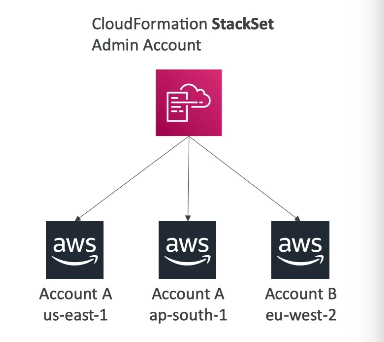 CloudFormation StackSet
Admin Account
aws
aws
aws
Account A
us-east-1
Account A
ap-south-1
Account B
eu-west-2